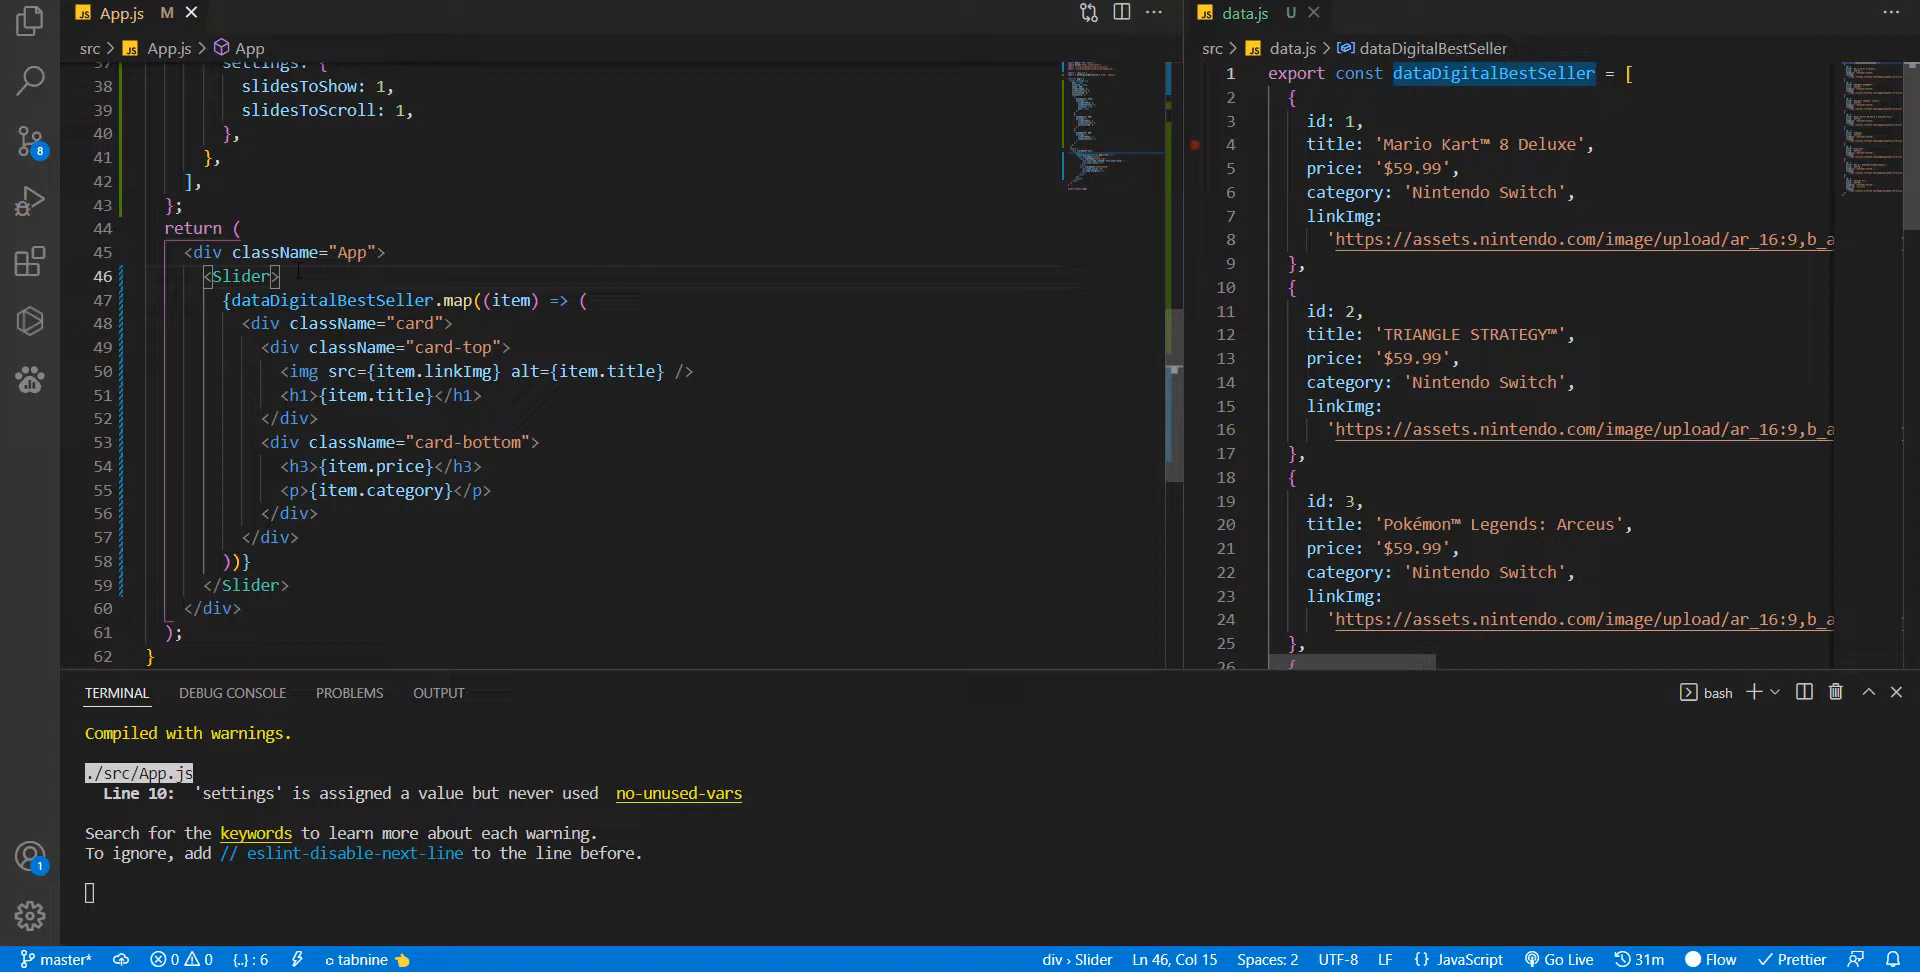 JS App.js M
src > JS App.js > App
37 settings: {
38 slidesToShow: 1,
39 slidesToScroll: 1,
40 },
41 },
42 ],
43 };
44 return (
45 <div className="App">
46 <Slider>
47 {dataDigitalBestSeller.map((item) => (
48 <div className="card">
49 <div className="card-top">
50 <img src={item.linkImg} alt={item.title} />
51 <h1>{item.title}</h1>
52 </div>
53 <div className="card-bottom">
54 <h3>{item.price}</h3>
55 <p>{item.category}</p>
56 </div>
57 </div>
58 ))}
59 </Slider>
60 </div>
61 );
62 }
JS data.js U
src > JS data.js > dataDigitalBestSeller
1 export const dataDigitalBestSeller = [
2 {
3 id: 1,
4 title: 'Mario Kart™ 8 Deluxe',
5 price: '$59.99',
6 category: 'Nintendo Switch',
7 linkImg:
8 'https://assets.nintendo.com/image/upload/ar_16:9,b_a
9 },
10 {
11 id: 2,
12 title: 'TRIANGLE STRATEGY™',
13 price: '$59.99',
14 category: 'Nintendo Switch',
15 linkImg:
16 'https://assets.nintendo.com/image/upload/ar_16:9,b_a
17 },
18 {
19 id: 3,
20 title: 'Pokémon™ Legends: Arceus',
21 price: '$59.99',
22 category: 'Nintendo Switch',
23 linkImg:
24 'https://assets.nintendo.com/image/upload/ar_16:9,b_a
25 },
26 {
8
1
TERMINAL DEBUG CONSOLE PROBLEMS OUTPUT
bash
Compiled with warnings.
./src/App.js
Line 10: 'settings' is assigned a value but never used no-unused-vars
Search for the keywords to learn more about each warning.
To ignore, add // eslint-disable-next-line to the line before.
master* 0 0 {..} : 6 tabnine div › Slider Ln 46, Col 15 Spaces: 2 UTF-8 LF {} JavaScript Go Live 31m Flow Prettier